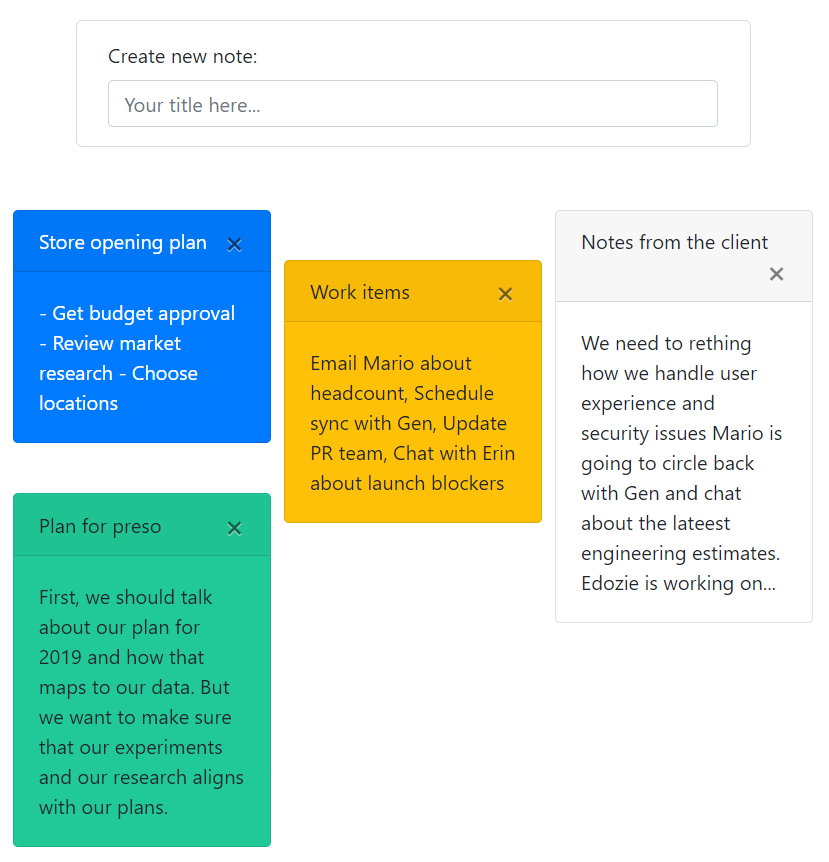 Create new note:
Your title here...
Store opening plan
- Get budget approval
- Review market
research - Choose
locations
Plan for preso
First, we should talk
about our plan for
2019 and how that
maps to our data. But
we want to make sure
that our experiments
and our research aligns
with our plans.
Work items
Email Mario about
headcount, Schedule
sync with Gen, Update
PR team, Chat with Erin
about launch blockers
Notes from the client
We need to rething
how we handle user
experience and
security issues Mario is
going to circle back
with Gen and chat
about the lateest
engineering estimates.
Edozie is working on...